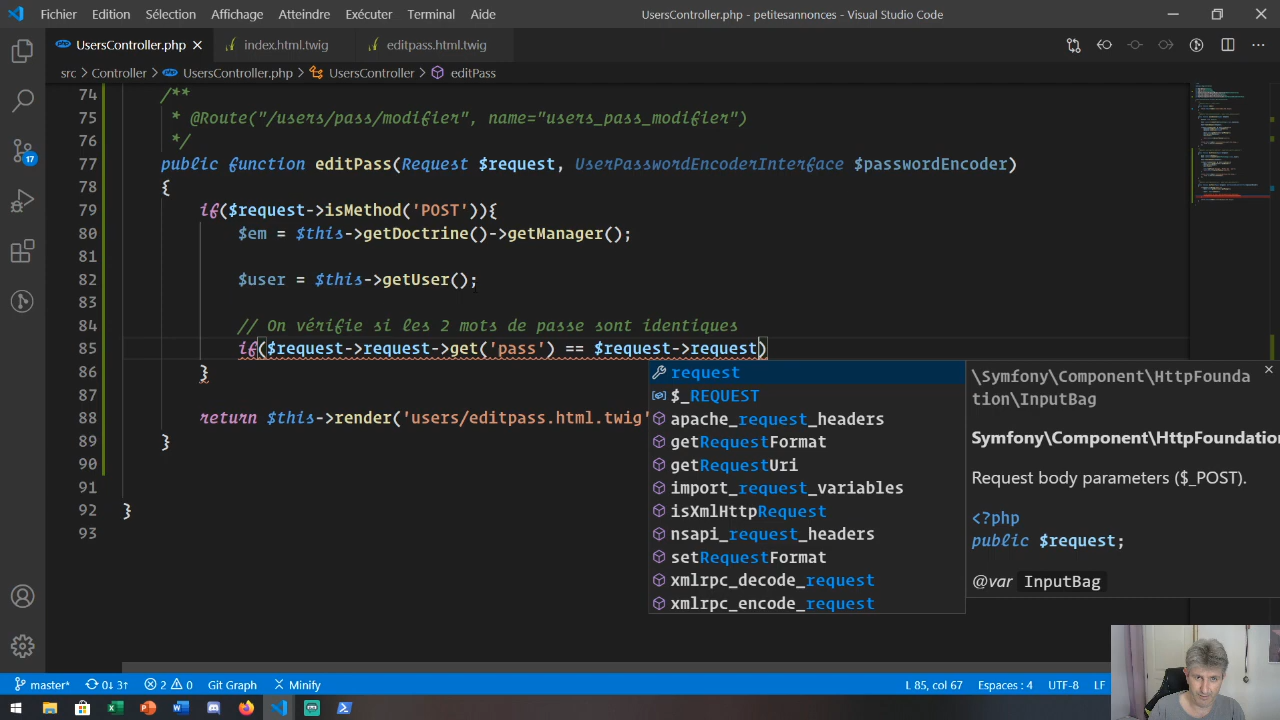 Fichier Edition Sélection Affichage Atteindre Exécuter Terminal Aide UsersController.php - petitesannonces - Visual Studio Code
UsersController.php index.html.twig editpass.html.twig
src > Controller > UsersController.php > UsersController > editPass
74 /**
75 * @Route("/users/pass/modifier", name="users_pass_modifier")
76 */
77 public function editPass(Request $request, UserPasswordEncoderInterface $passwordEncoder)
78 {
79 if($request->isMethod('POST')){
80 $em = $this->getDoctrine()->getManager();
81
82 $user = $this->getUser();
83
84 // On vérifie si les 2 mots de passe sont identiques
85 if($request->request->get('pass') == $request->request)
86 }
87
88 return $this->render('users/editpass.html.twig'
89 }
90
91
92 }
93
request
$_REQUEST
apache_request_headers
getRequestFormat
getRequestUri
import_request_variables
isXmlHttpRequest
nsapi_request_headers
setRequestFormat
xmlrpc_decode_request
xmlrpc_encode_request
\Symfony\Component\HttpFounda
tion\InputBag
Symfony\Component\HttpFoundation
Request body parameters ($_POST).
<?php
public $request;
@var InputBag
17
master* 0↓ 3↑ 2 0 Git Graph Minify L 85, col 67 Espaces : 4 UTF-8 LF